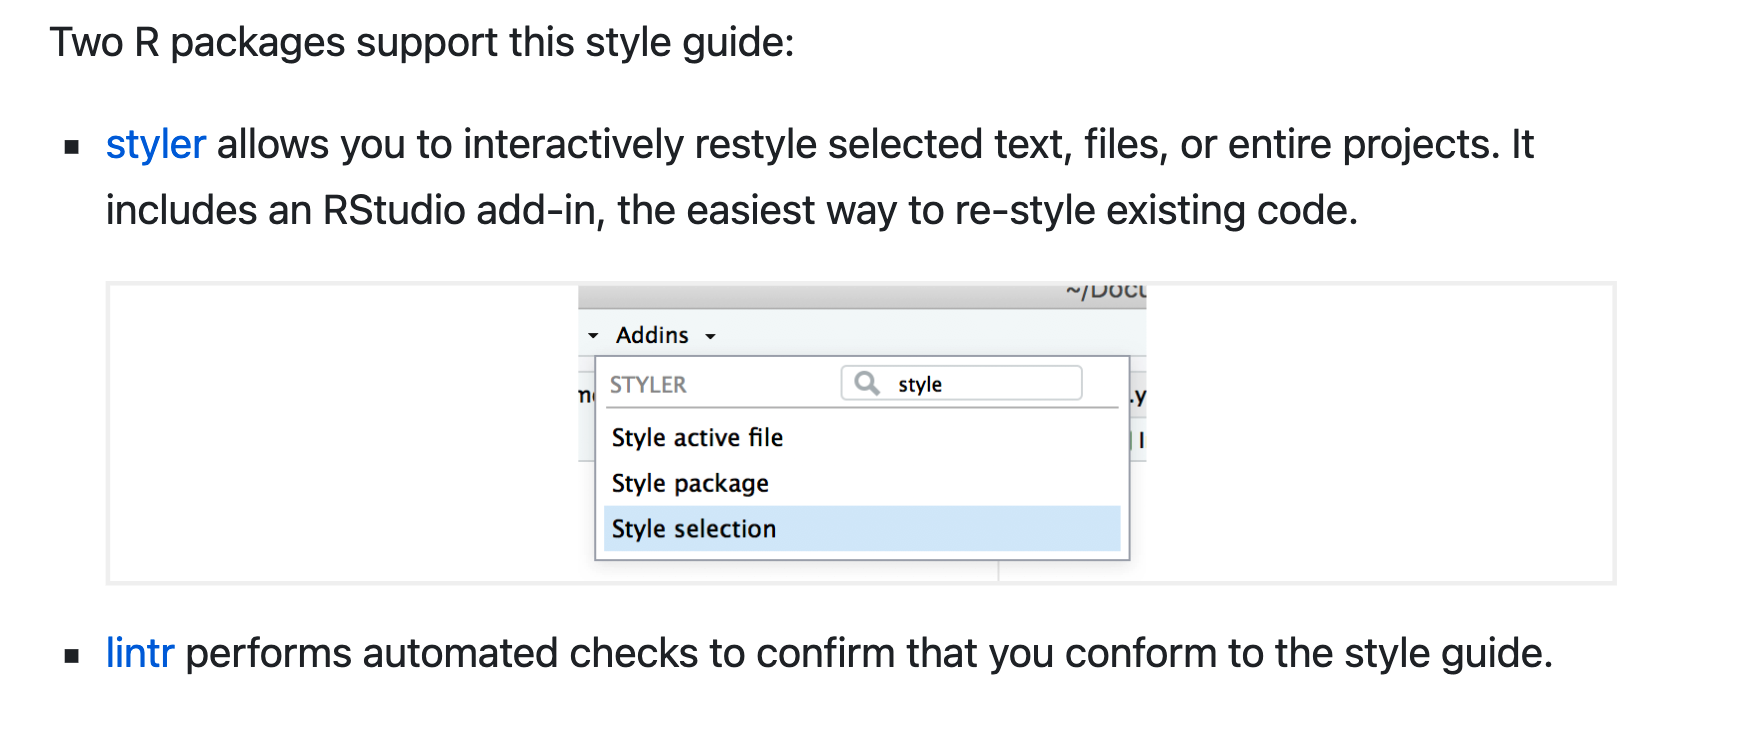 Two R packages support this style guide:
styler allows you to interactively restyle selected text, files, or entire projects. It
includes an RStudio add-in, the easiest way to re-style existing code.
Addins
STYLER style
Style active file
Style package
Style selection
lintr performs automated checks to confirm that you conform to the style guide.